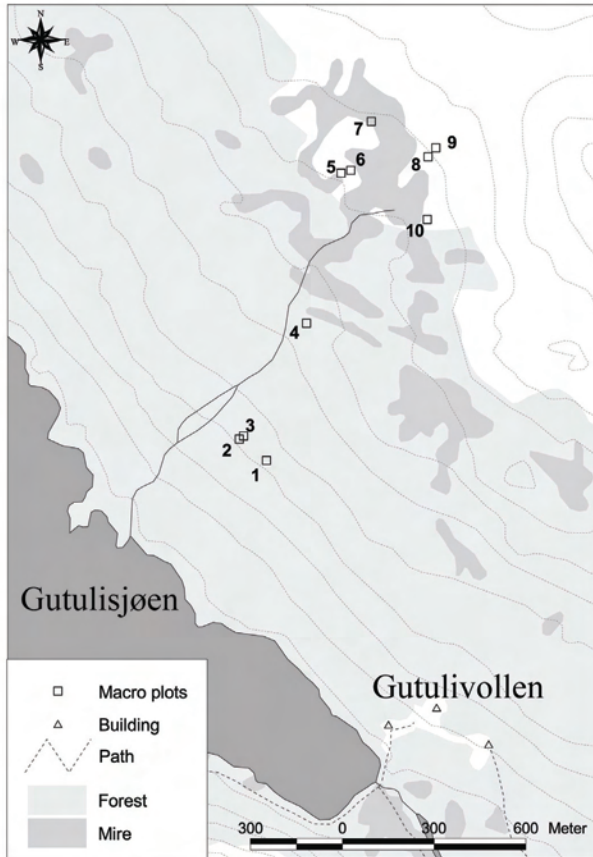 N
W E
S
7
9
8
5 6
10
4
3
2
1
Gutulisjøen
Gutulivollen
Macro plots
Building
Path
Forest
Mire
300 0 300 600 Meter